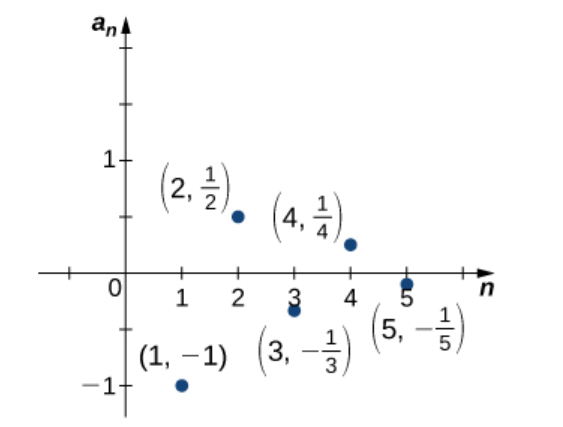 aₙ
1
(2, 1/2)
(4, 1/4)
0
1 2 3 4 5
n
(1, −1)
(3, −1/3)
(5, −1/5)
−1